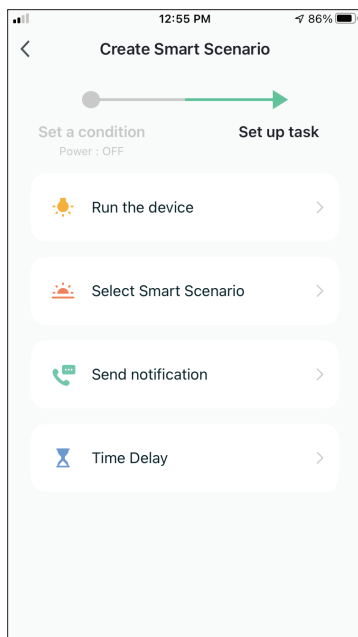 12:55 PM 86%
Create Smart Scenario
Set a condition Set up task
Power : OFF
Run the device
Select Smart Scenario
Send notification
Time Delay